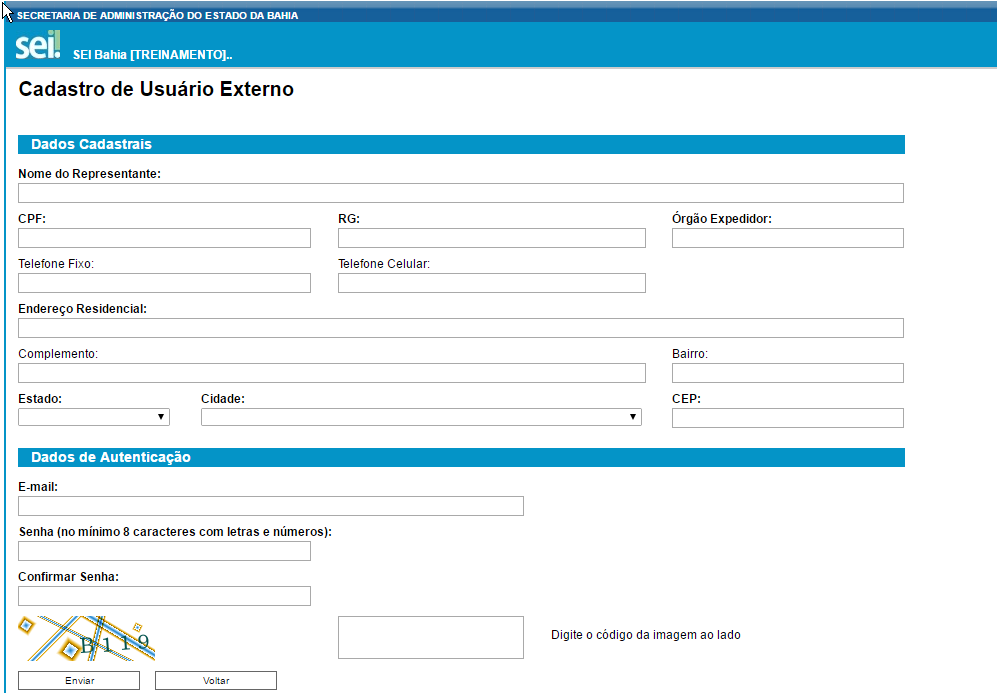 SECRETARIA DE ADMINISTRAÇÃO DO ESTADO DA BAHIA
sei! SEI Bahia [TREINAMENTO]..
Cadastro de Usuário Externo
Dados Cadastrais
Nome do Representante:
CPF: RG: Órgão Expedidor:
Telefone Fixo: Telefone Celular:
Endereço Residencial:
Complemento: Bairro:
Estado: Cidade: CEP:
Dados de Autenticação
E-mail:
Senha (no mínimo 8 caracteres com letras e números):
Confirmar Senha:
B119 Digite o código da imagem ao lado
Enviar Voltar